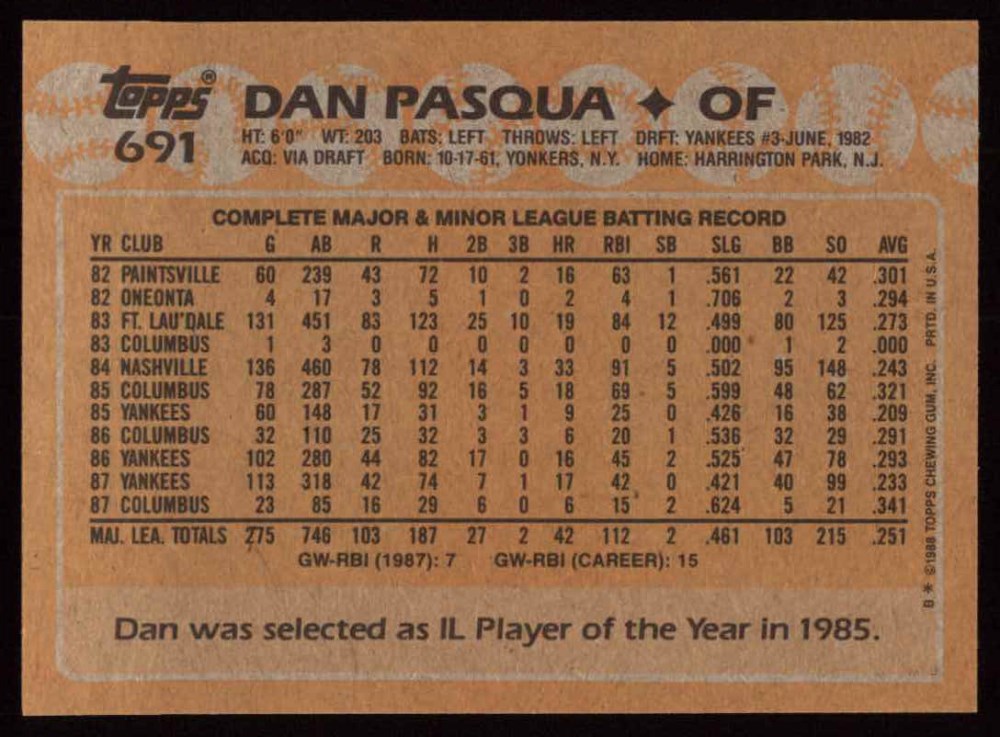 topps® DAN PASQUA ✦ OF
691 HT: 6'0" WT: 203 BATS: LEFT THROWS: LEFT DRFT: YANKEES #3-JUNE, 1982
ACQ: VIA DRAFT BORN: 10-17-61, YONKERS, N.Y. HOME: HARRINGTON PARK, N.J.
COMPLETE MAJOR & MINOR LEAGUE BATTING RECORD
YR CLUB G AB R H 2B 3B HR RBI SB SLG BB SO AVG
82 PAINTSVILLE 60 239 43 72 10 2 16 63 1 .561 22 42 .301
82 ONEONTA 4 17 3 5 1 0 2 4 1 .706 2 3 .294
83 FT. LAU'DALE 131 451 83 123 25 10 19 84 12 .499 80 125 .273
83 COLUMBUS 1 3 0 0 0 0 0 0 0 .000 1 2 .000
84 NASHVILLE 136 460 78 112 14 3 33 91 5 .502 95 148 .243
85 COLUMBUS 78 287 52 92 16 5 18 69 5 .599 48 62 .321
85 YANKEES 60 148 17 31 3 1 9 25 0 .426 16 38 .209
86 COLUMBUS 32 110 25 32 3 3 6 20 1 .536 32 29 .291
86 YANKEES 102 280 44 82 17 0 16 45 2 .525 47 78 .293
87 YANKEES 113 318 42 74 7 1 17 42 0 .421 40 99 .233
87 COLUMBUS 23 85 16 29 6 0 6 15 2 .624 5 21 .341
MAJ. LEA. TOTALS 275 746 103 187 27 2 42 112 2 .461 103 215 .251
GW-RBI (1987): 7 GW-RBI (CAREER): 15
Dan was selected as IL Player of the Year in 1985.
B * ©1988 TOPPS CHEWING GUM, INC. PRTD. IN U.S.A.